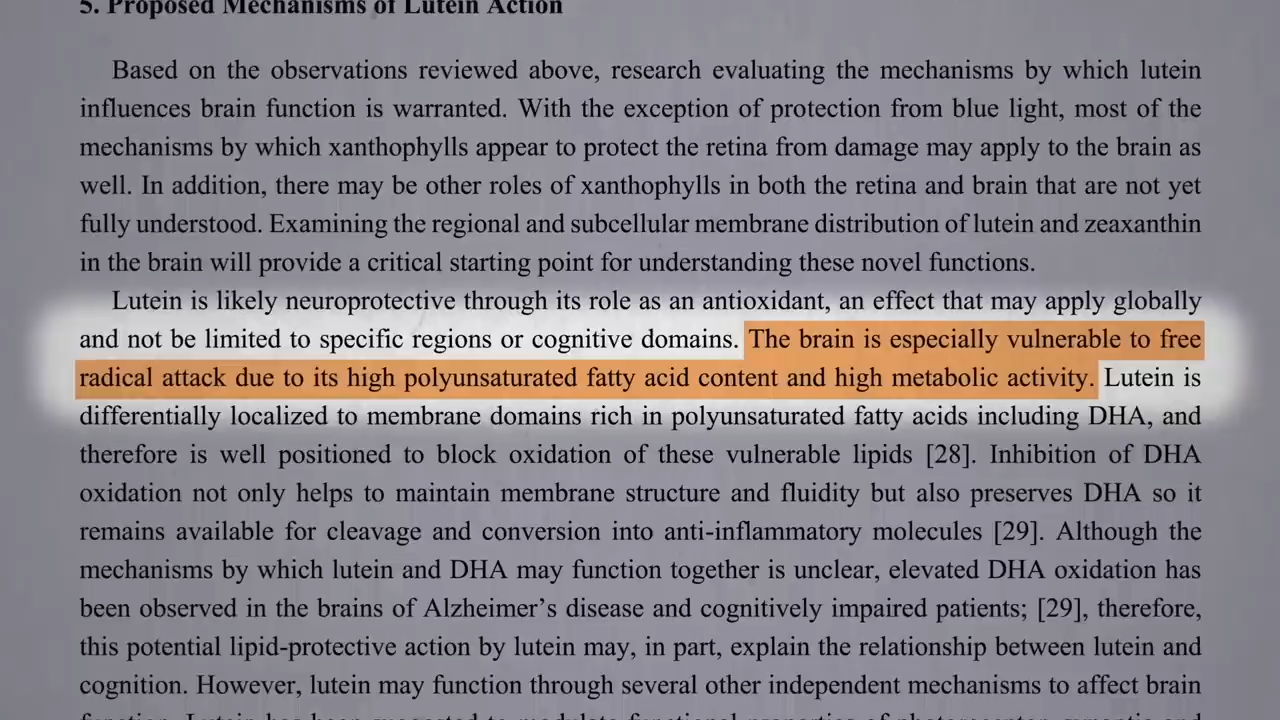 5. Proposed Mechanisms of Lutein Action
Based on the observations reviewed above, research evaluating the mechanisms by which lutein
influences brain function is warranted. With the exception of protection from blue light, most of the
mechanisms by which xanthophylls appear to protect the retina from damage may apply to the brain as
well. In addition, there may be other roles of xanthophylls in both the retina and brain that are not yet
fully understood. Examining the regional and subcellular membrane distribution of lutein and zeaxanthin
in the brain will provide a critical starting point for understanding these novel functions.
Lutein is likely neuroprotective through its role as an antioxidant, an effect that may apply globally
and not be limited to specific regions or cognitive domains. The brain is especially vulnerable to free
radical attack due to its high polyunsaturated fatty acid content and high metabolic activity. Lutein is
differentially localized to membrane domains rich in polyunsaturated fatty acids including DHA, and
therefore is well positioned to block oxidation of these vulnerable lipids [28]. Inhibition of DHA
oxidation not only helps to maintain membrane structure and fluidity but also preserves DHA so it
remains available for cleavage and conversion into anti-inflammatory molecules [29]. Although the
mechanisms by which lutein and DHA may function together is unclear, elevated DHA oxidation has
been observed in the brains of Alzheimer’s disease and cognitively impaired patients; [29], therefore,
this potential lipid-protective action by lutein may, in part, explain the relationship between lutein and
cognition. However, lutein may function through several other independent mechanisms to affect brain